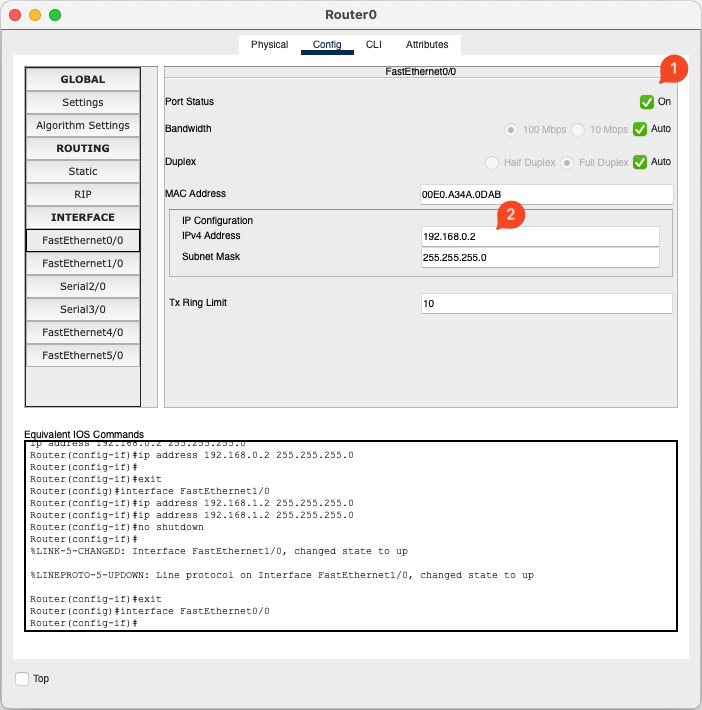 Router0
Physical Config CLI Attributes
GLOBAL
Settings
Algorithm Settings
ROUTING
Static
RIP
INTERFACE
FastEthernet0/0
FastEthernet1/0
Serial2/0
Serial3/0
FastEthernet4/0
FastEthernet5/0
FastEthernet0/0
1
Port Status On
Bandwidth 100 Mbps 10 Mbps Auto
Duplex Half Duplex Full Duplex Auto
MAC Address 00E0.A34A.0DAB
IP Configuration
2
IPv4 Address 192.168.0.2
Subnet Mask 255.255.255.0
Tx Ring Limit 10
Equivalent IOS Commands
ip address 192.168.0.2 255.255.255.0
Router(config-if)#ip address 192.168.0.2 255.255.255.0
Router(config-if)#
Router(config-if)#exit
Router(config)#interface FastEthernet1/0
Router(config-if)#ip address 192.168.1.2 255.255.255.0
Router(config-if)#ip address 192.168.1.2 255.255.255.0
Router(config-if)#no shutdown
Router(config-if)#
%LINK-5-CHANGED: Interface FastEthernet1/0, changed state to up
%LINEPROTO-5-UPDOWN: Line protocol on Interface FastEthernet1/0, changed state to up
Router(config-if)#exit
Router(config)#interface FastEthernet0/0
Router(config-if)#
Top